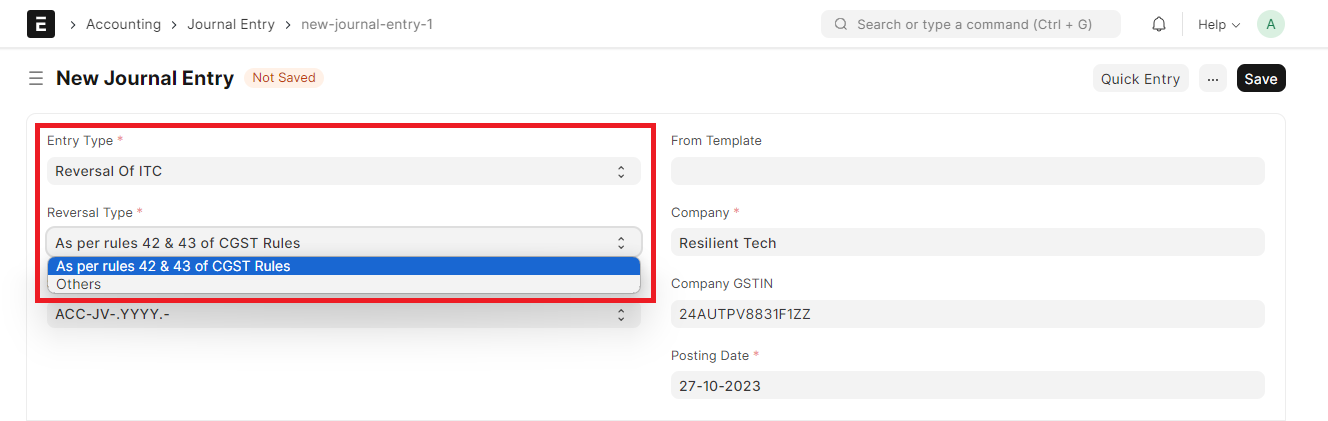 E Accounting Journal Entry new-journal-entry-1 Search or type a command (Ctrl + G) Help A
New Journal Entry Not Saved Quick Entry ... Save
Entry Type *
Reversal Of ITC
Reversal Type *
As per rules 42 & 43 of CGST Rules
As per rules 42 & 43 of CGST Rules
Others
ACC-JV-.YYYY.-
From Template
Company *
Resilient Tech
Company GSTIN
24AUTPV8831F1ZZ
Posting Date *
27-10-2023